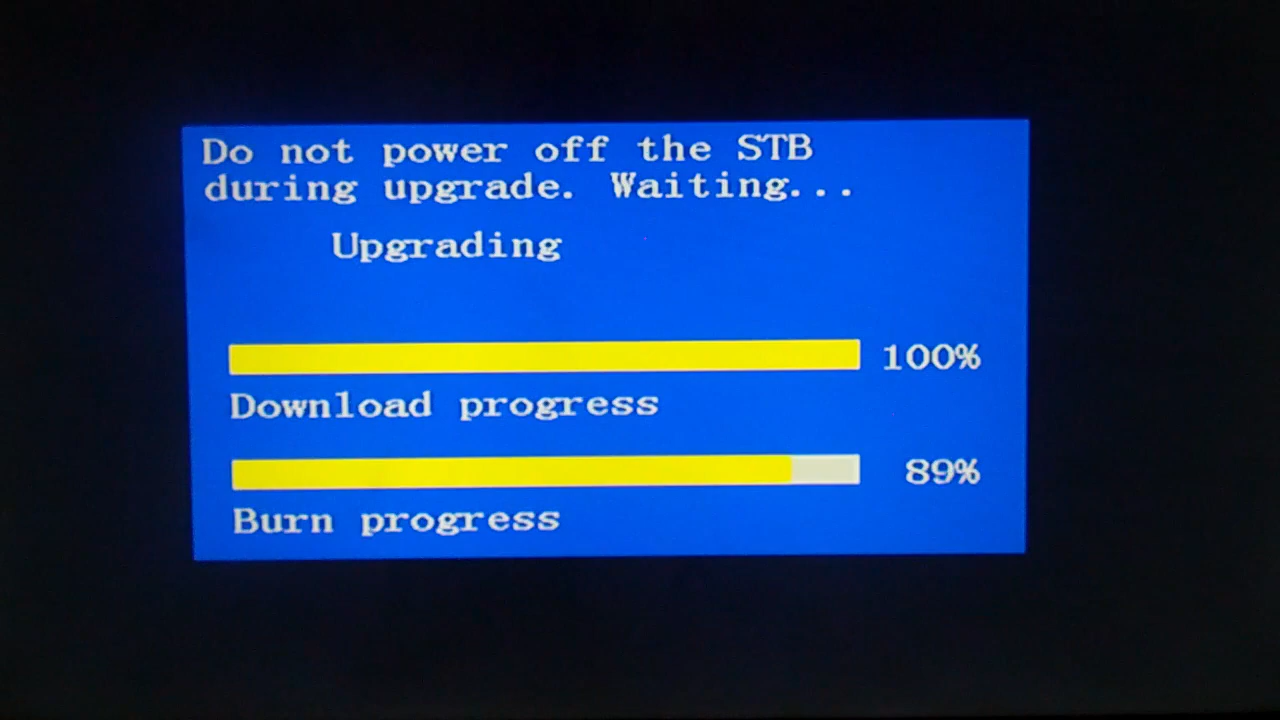 Do not power off the STB
during upgrade. Waiting...
Upgrading
100%
Download progress
89%
Burn progress